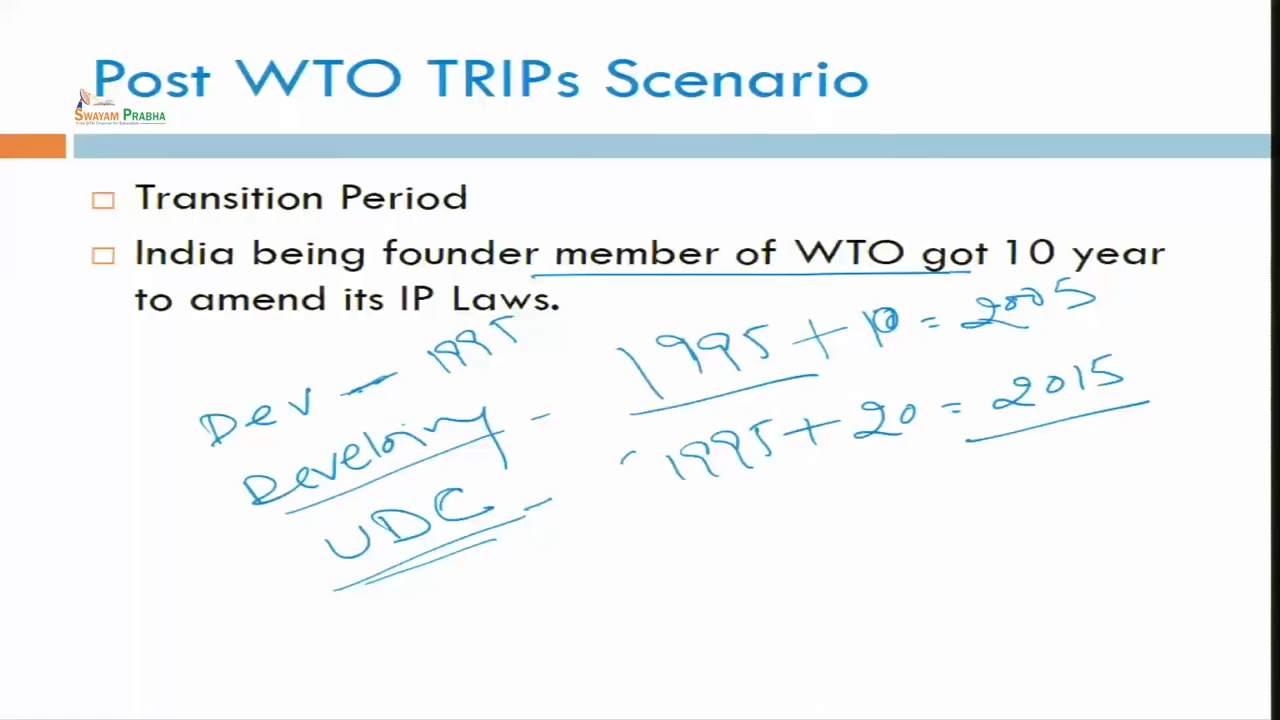 Post WTO TRIPs Scenario
SWAYAM PRABHA
Transition Period
India being founder member of WTO got 10 year
to amend its IP Laws.
Dev - 1995
Developing - 1995 + 10 = 2005
UDC - 1995 + 20 = 2015